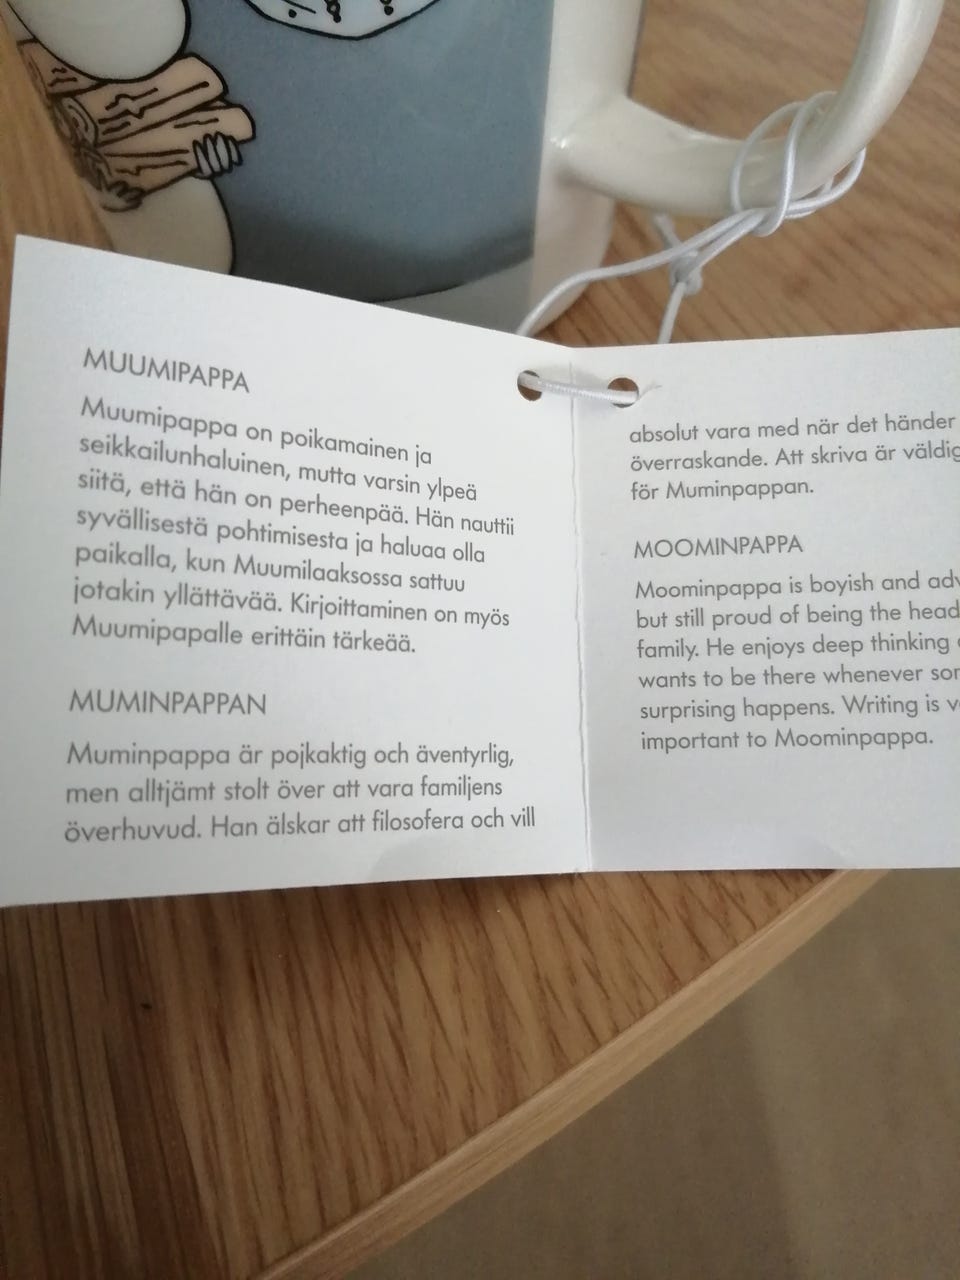 MUUMIPAPPA
Muumipappa on poikamainen ja
seikkailunhaluinen, mutta varsin ylpeä
siitä, että hän on perheenpää. Hän nauttii
syvällisestä pohtimisesta ja haluaa olla
paikalla, kun Muumilaaksossa sattuu
jotakin yllättävää. Kirjoittaminen on myös
Muumipapalle erittäin tärkeää.
MUMINPAPPAN
Muminpappa är pojkaktig och äventyrlig,
men alltjämt stolt över att vara familjens
överhuvud. Han älskar att filosofera och vill
absolut vara med när det händer
överraskande. Att skriva är
för Muminpappan.
MOOMINPAPPA
Moominpappa is boyish and
but still proud of being the head
family. He enjoys deep thinking
wants to be there whenever
surprising happens. Writing is
important to Moominpappa.